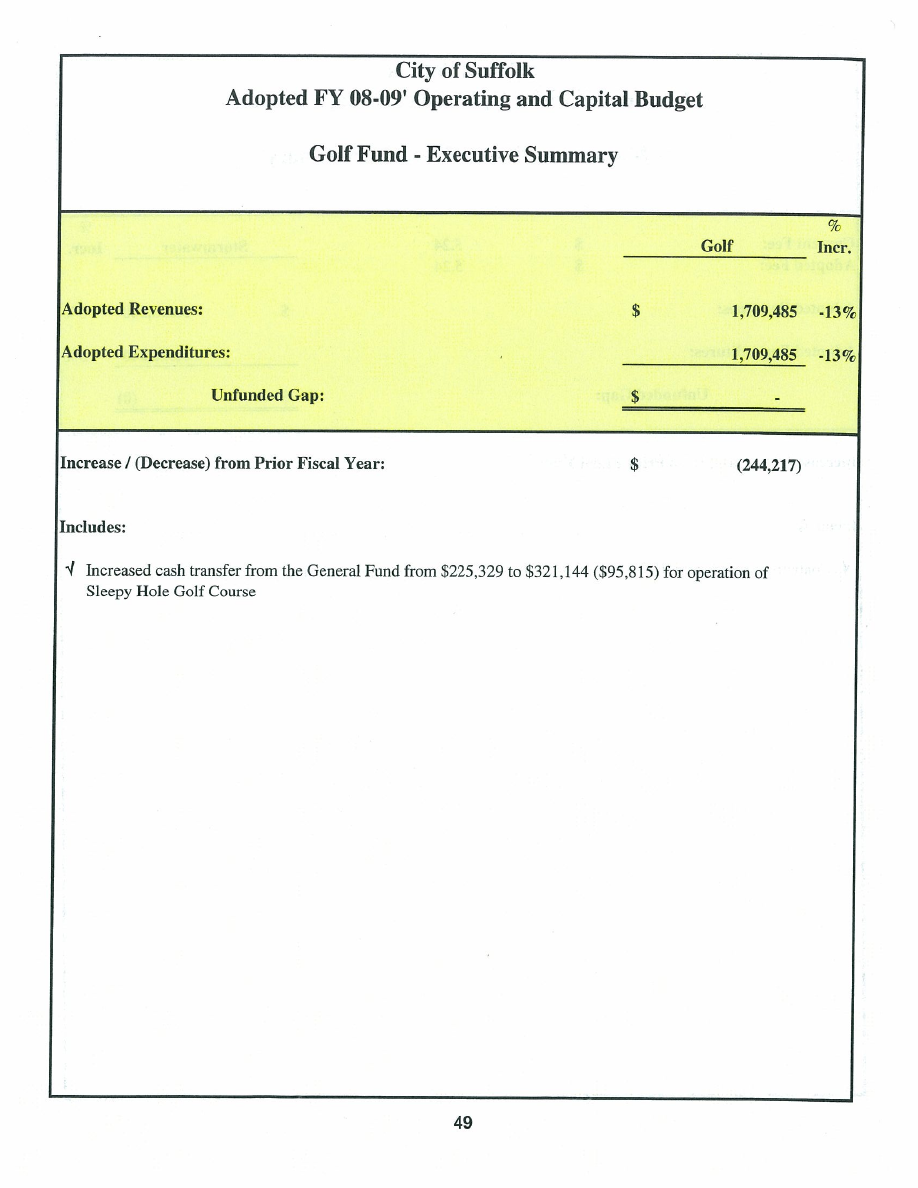 City of Suffolk
Adopted FY 08-09' Operating and Capital Budget
Golf Fund - Executive Summary
%
Golf Incr.
Adopted Revenues: $ 1,709,485 -13%
Adopted Expenditures: 1,709,485 -13%
Unfunded Gap: $ -
Increase / (Decrease) from Prior Fiscal Year: $ (244,217)
Includes:
√ Increased cash transfer from the General Fund from $225,329 to $321,144 ($95,815) for operation of
Sleepy Hole Golf Course
49